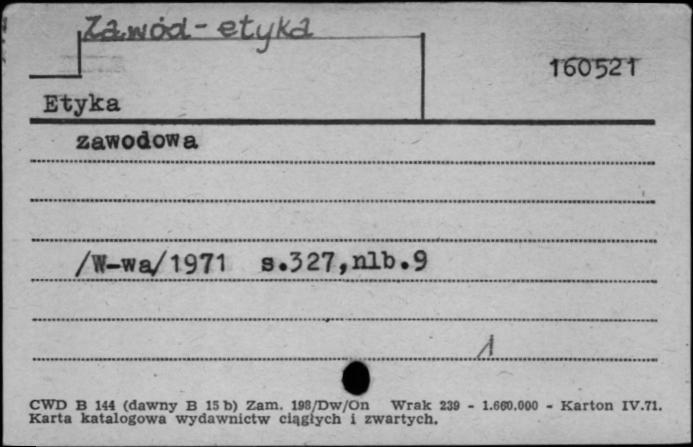 Zawód - etyka
160521
Etyka
zawodowa
/W-wa/1971 s.327,nlb.9
1
CWD B 144 (dawny B 15 b) Zam. 198/Dw/On Wrak 239 - 1.660.000 - Karton IV.71.
Karta katalogowa wydawnictw ciągłych i zwartych.